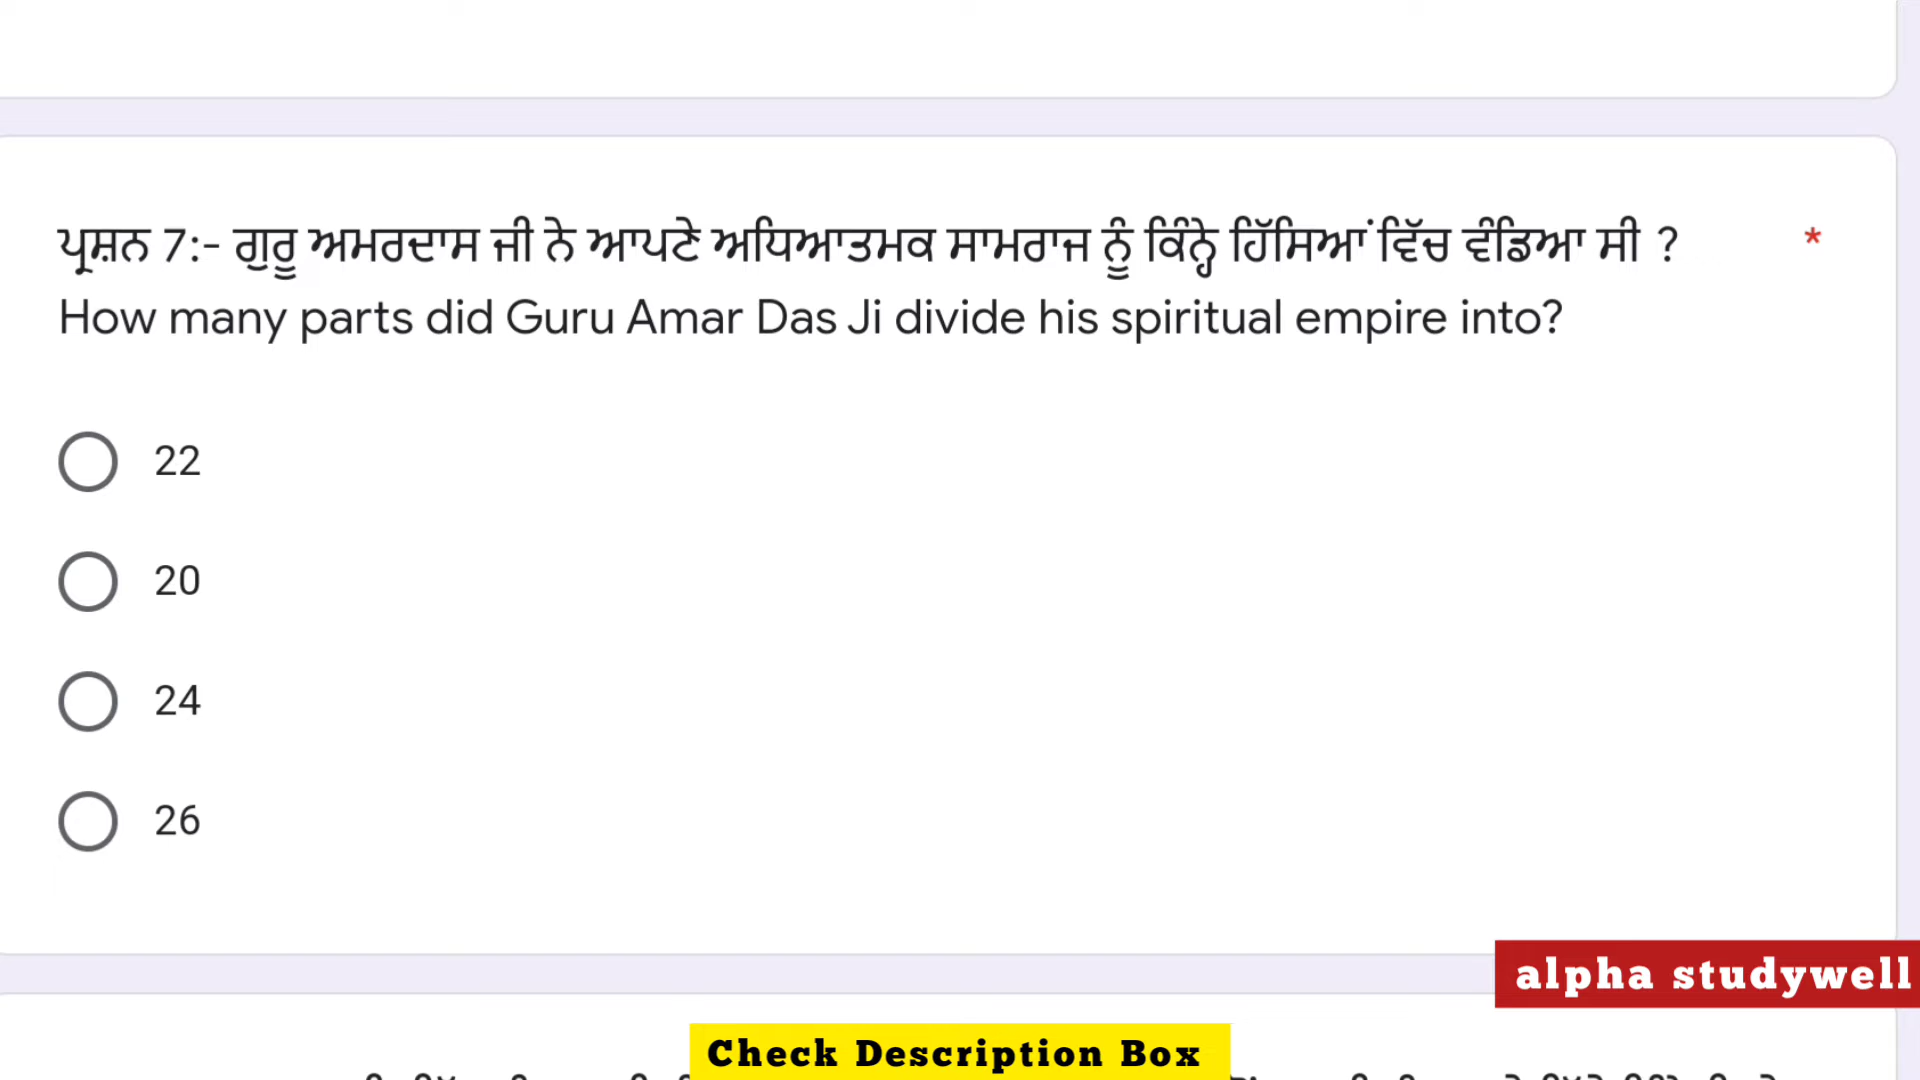 ਪ੍ਰਸ਼ਨ 7:- ਗੁਰੂ ਅਮਰਦਾਸ ਜੀ ਨੇ ਆਪਣੇ ਅਧਿਆਤਮਕ ਸਾਮਰਾਜ ਨੂੰ ਕਿੰਨ੍ਹੇ ਹਿੱਸਿਆਂ ਵਿੱਚ ਵੰਡਿਆ ਸੀ ? *
How many parts did Guru Amar Das Ji divide his spiritual empire into?
22
20
24
26
alpha studywell
Check Description Box